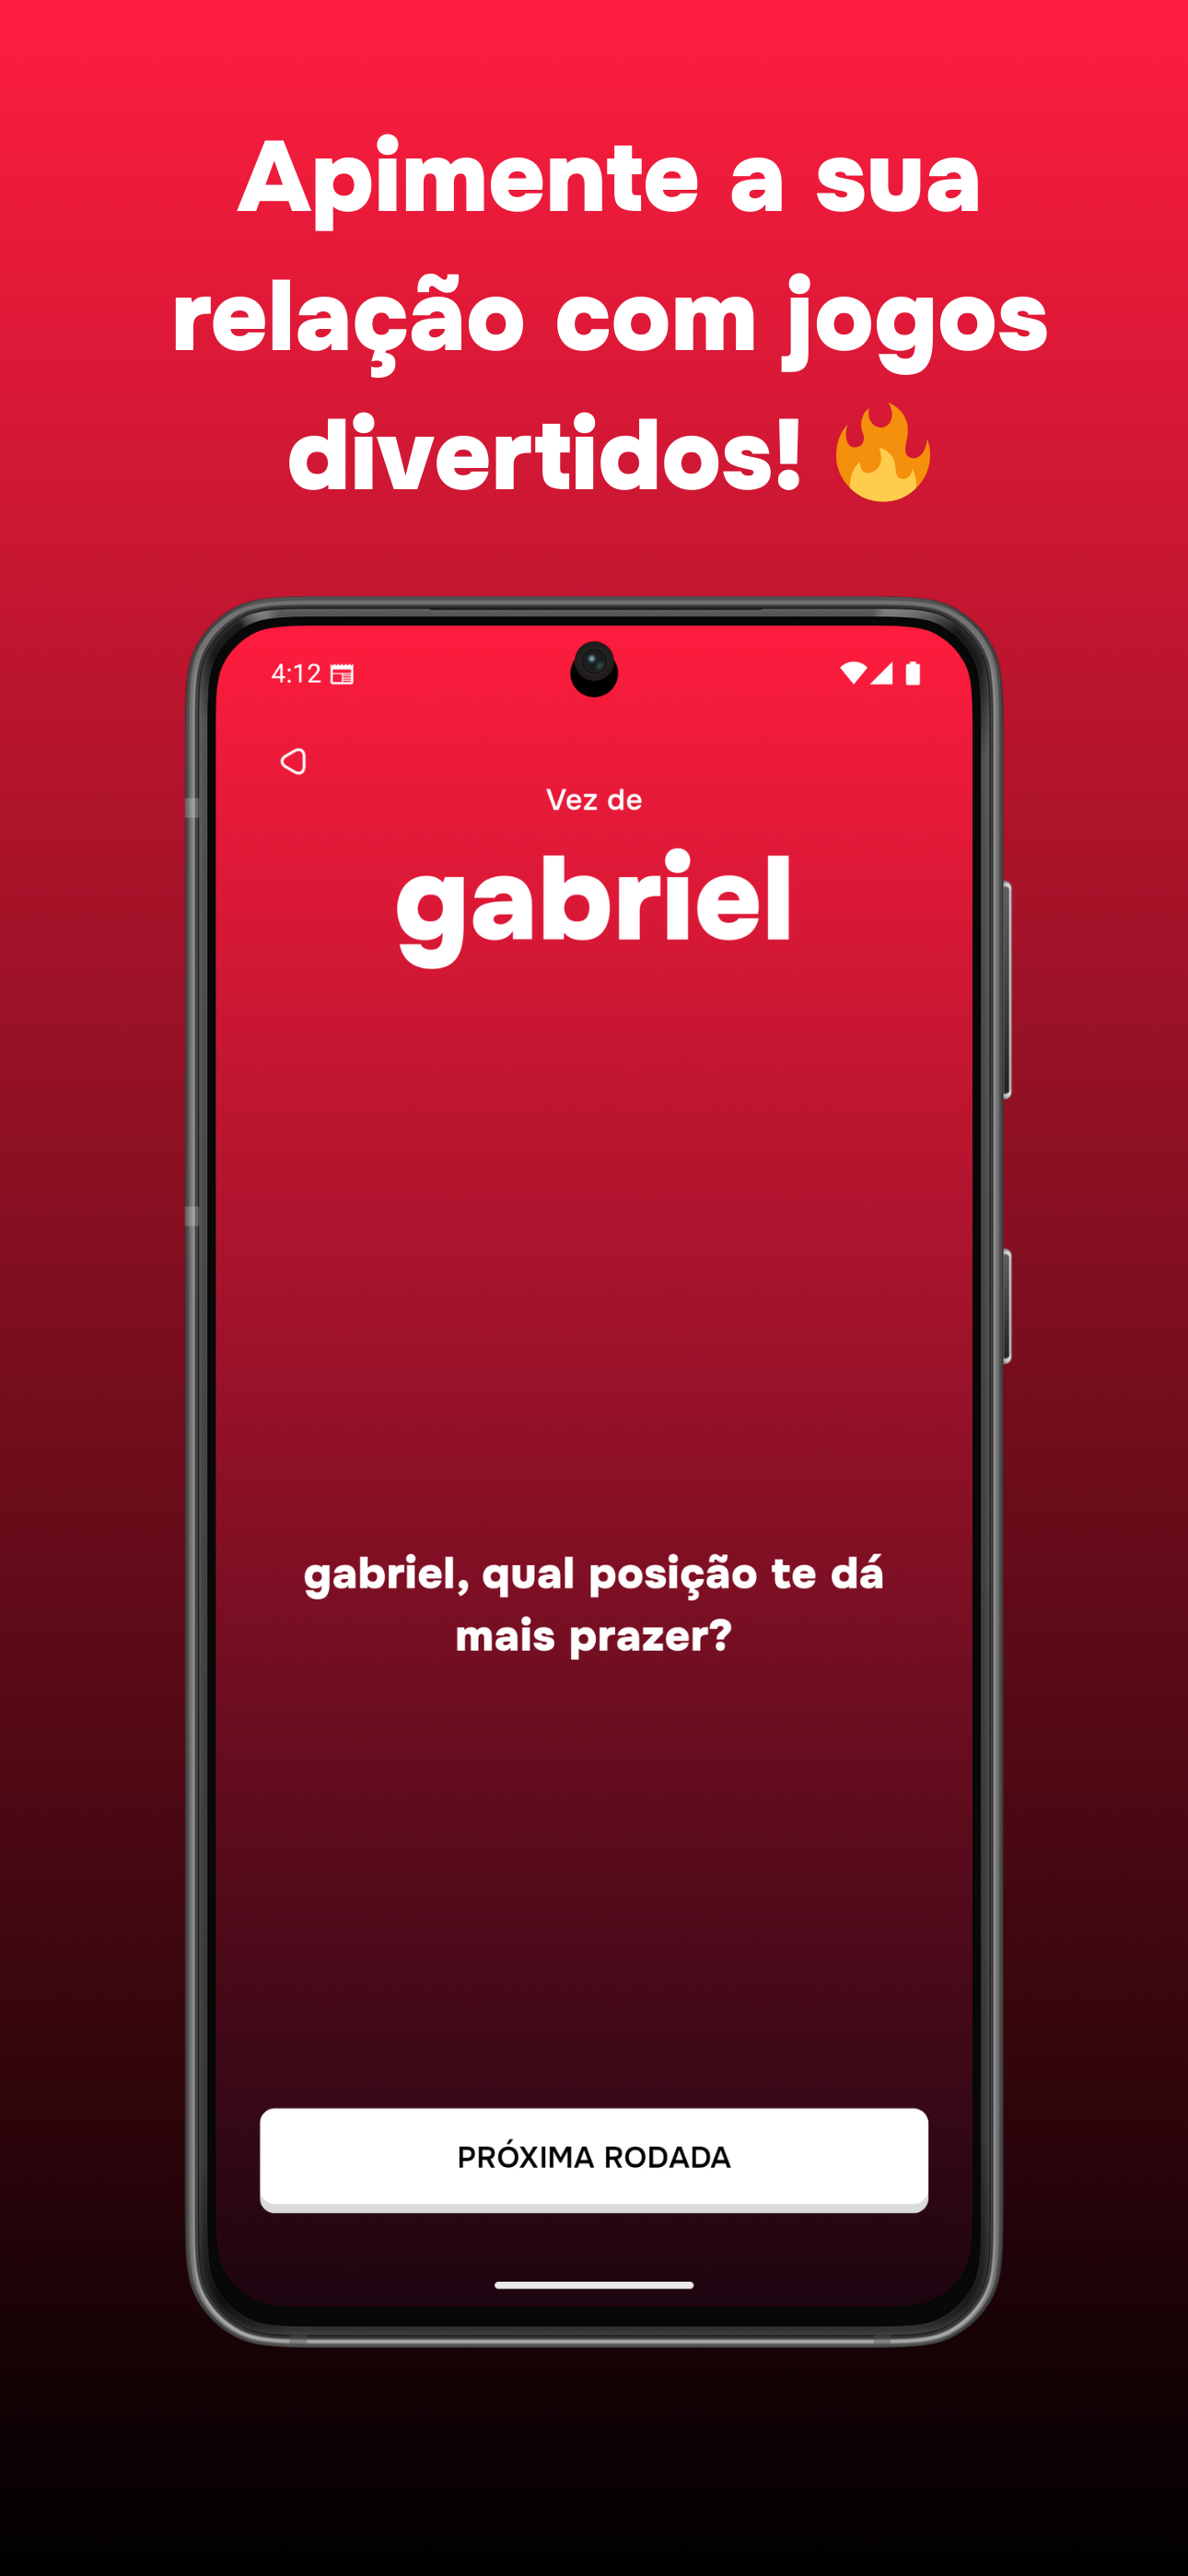 Apimente a sua
relação com jogos
divertidos! 🔥
4:12
Vez de
gabriel
gabriel, qual posição te dá
mais prazer?
PRÓXIMA RODADA